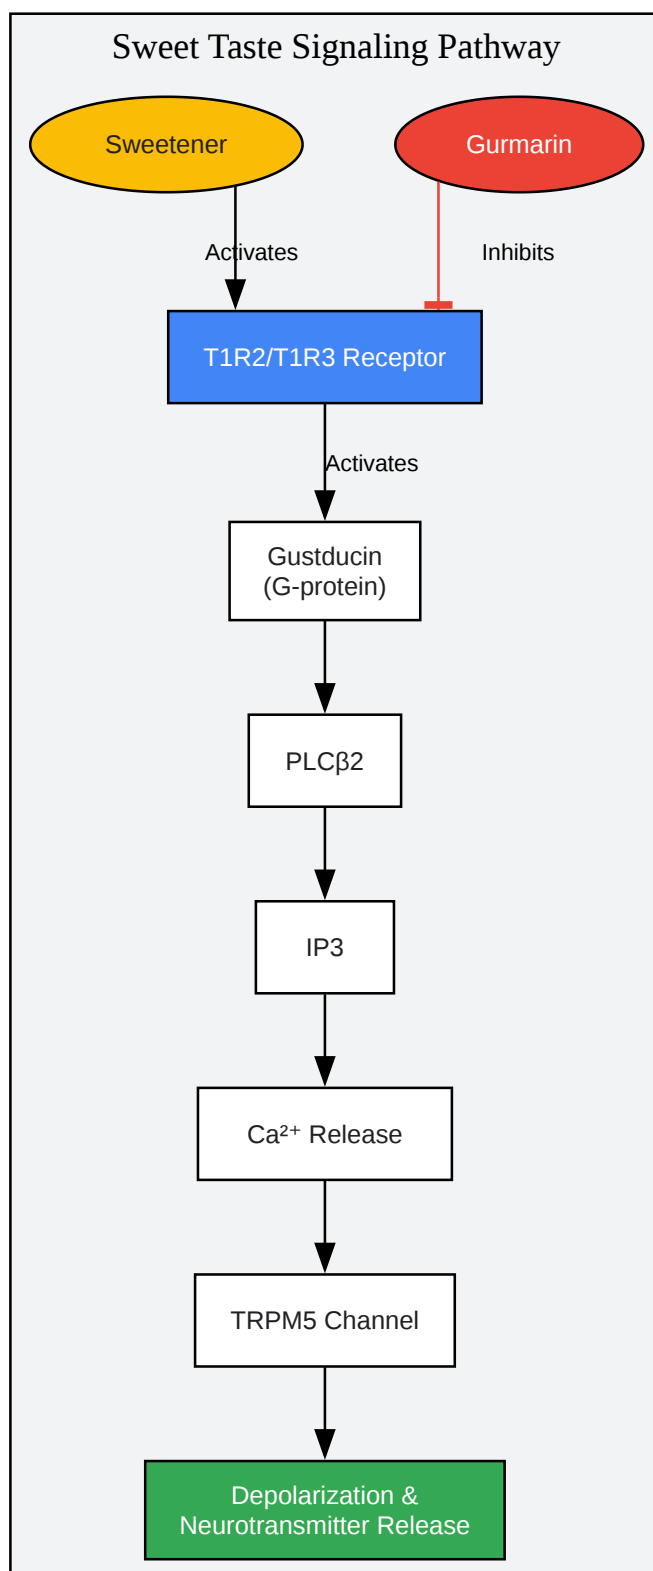 Sweet Taste Signaling Pathway
Sweetener
Gurmarin
Activates
Inhibits
T1R2/T1R3 Receptor
Activates
Gustducin
(G-protein)
PLCβ2
IP3
Ca²⁺ Release
TRPM5 Channel
Depolarization &
Neurotransmitter Release